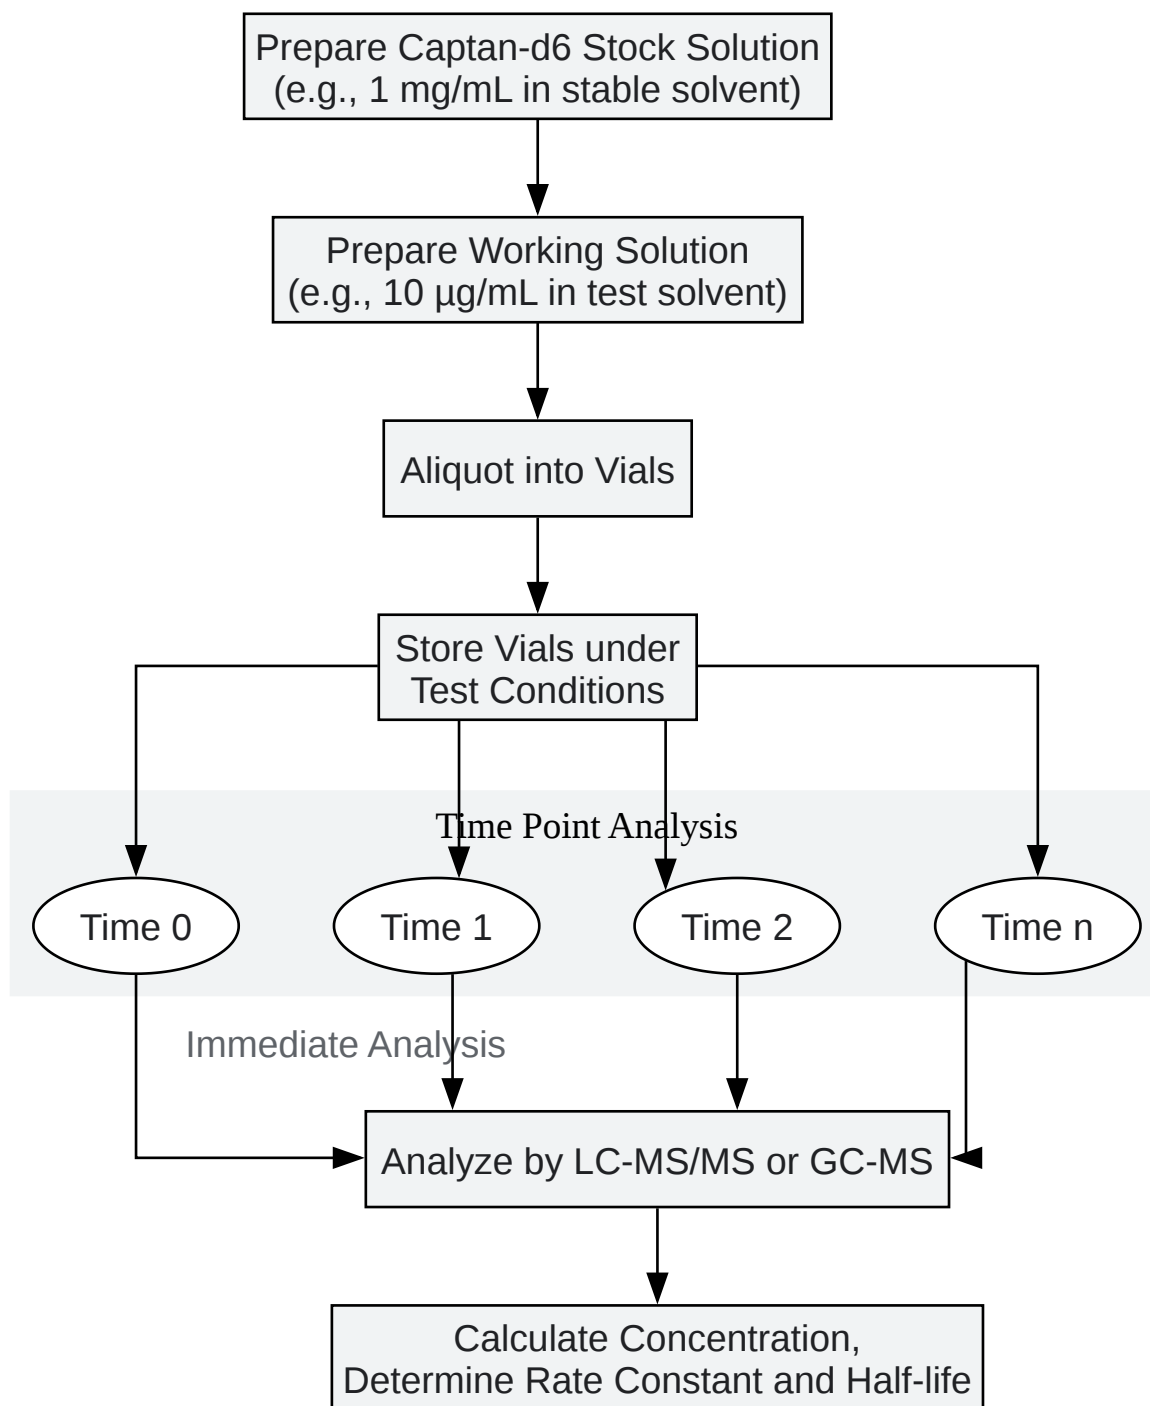 Prepare Captan-d6 Stock Solution
(e.g., 1 mg/mL in stable solvent)
Prepare Working Solution
(e.g., 10 µg/mL in test solvent)
Aliquot into Vials
Store Vials under
Test Conditions
Time Point Analysis
Time 0
Time 1
Time 2
Time n
Immediate Analysis
Analyze by LC-MS/MS or GC-MS
Calculate Concentration,
Determine Rate Constant and Half-life